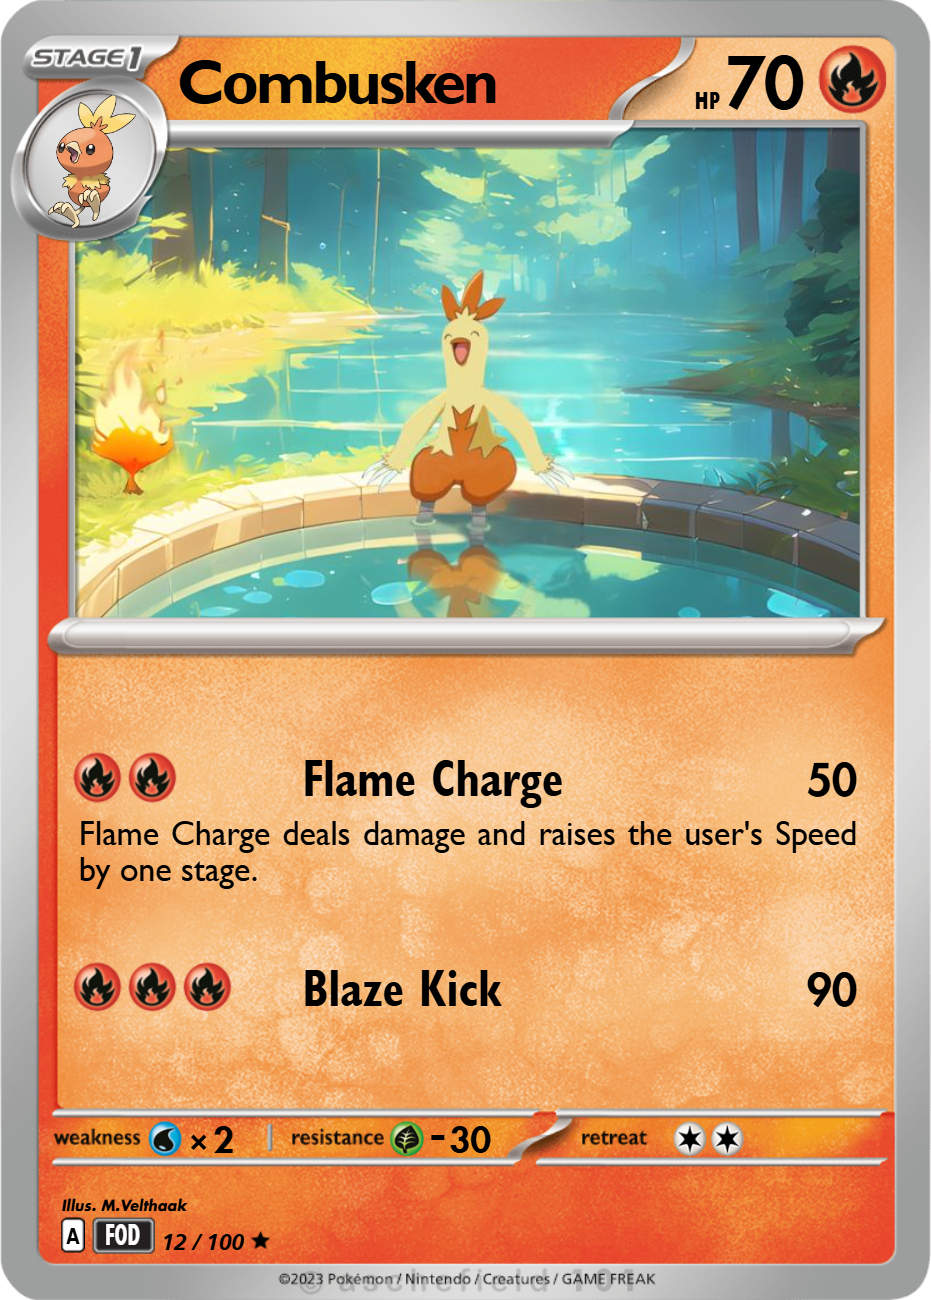 STAGE1
Combusken
HP 70
Flame Charge 50
Flame Charge deals damage and raises the user's Speed
by one stage.
Blaze Kick 90
weakness ×2 resistance -30 retreat
Illus. M.Velthaak
A FOD 12 / 100 ★
©2023 Pokémon / Nintendo / Creatures / GAME FREAK